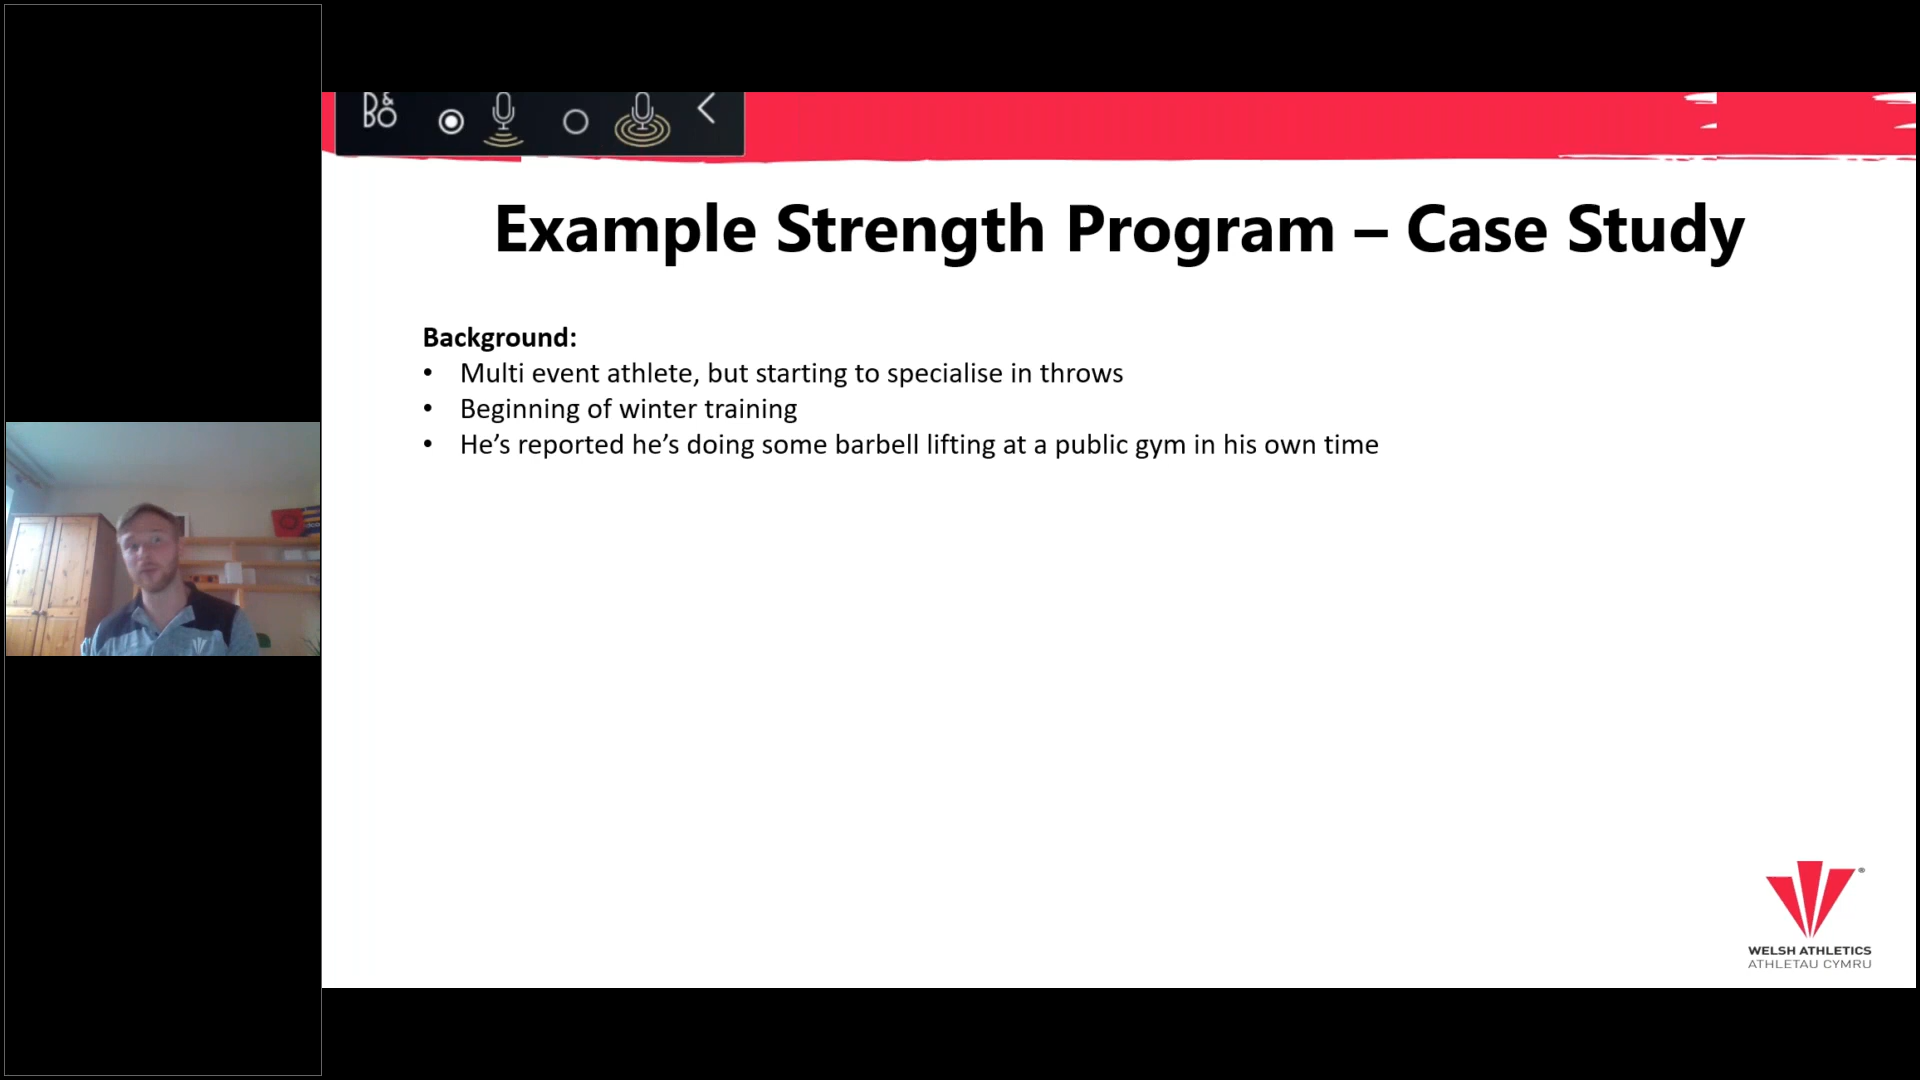 B&O
Example Strength Program – Case Study
Background:
• Multi event athlete, but starting to specialise in throws
• Beginning of winter training
• He’s reported he’s doing some barbell lifting at a public gym in his own time
®
WELSH ATHLETICS
ATHLETAU CYMRU